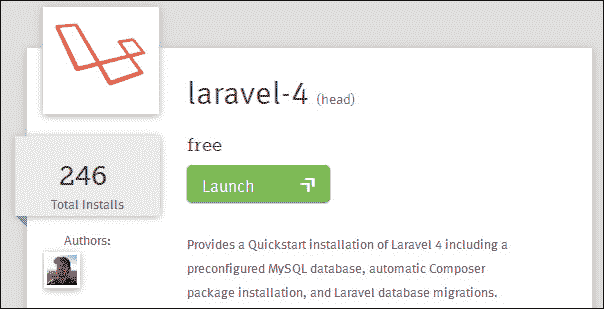 laravel-4 (head)
free
Launch
246
Total Installs
Authors:
Provides a Quickstart installation of Laravel 4 including a
preconfigured MySQL database, automatic Composer
package installation, and Laravel database migrations.